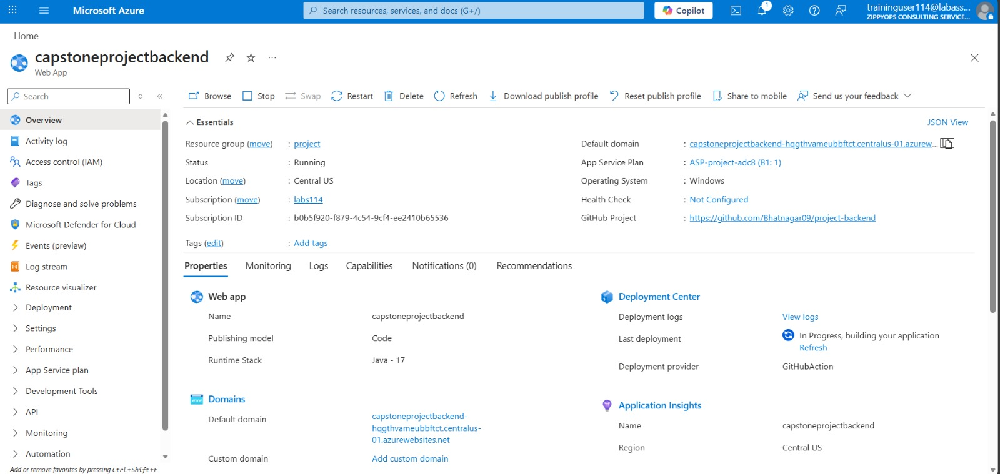 Microsoft Azure
Search resources, services, and docs (G+/)
Copilot
1
traininguser114@labass...
ZIPPYOPS CONSULTING SERVICE...
Home
capstoneprojectbackend
...
Web App
Search
Browse Stop Swap Restart Delete Refresh Download publish profile Reset publish profile Share to mobile Send us your feedback
Overview
Activity log
Access control (IAM)
Tags
Diagnose and solve problems
Microsoft Defender for Cloud
Events (preview)
Log stream
Resource visualizer
Deployment
Settings
Performance
App Service plan
Development Tools
API
Monitoring
Automation
Add or remove favorites by pressing Ctrl+Shift+F
Essentials
JSON View
Resource group (move) : project
Status : Running
Location (move) : Central US
Subscription (move) : labs114
Subscription ID : b0b5f920-f879-4c54-9cf4-ee2410b65536
Tags (edit) : Add tags
Default domain : capstoneprojectbackend-hqgthvameubbftct.centralus-01.azurew...
App Service Plan : ASP-project-adc8 (B1: 1)
Operating System : Windows
Health Check : Not Configured
GitHub Project : https://github.com/Bhatnagar09/project-backend
Properties Monitoring Logs Capabilities Notifications (0) Recommendations
Web app
Name capstoneprojectbackend
Publishing model Code
Runtime Stack Java - 17
Domains
Default domain capstoneprojectbackend-
hqgthvameubbftct.centralus-
01.azurewebsites.net
Custom domain Add custom domain
Deployment Center
Deployment logs View logs
Last deployment In Progress, building your application
Refresh
Deployment provider GitHubAction
Application Insights
Name capstoneprojectbackend
Region Central US